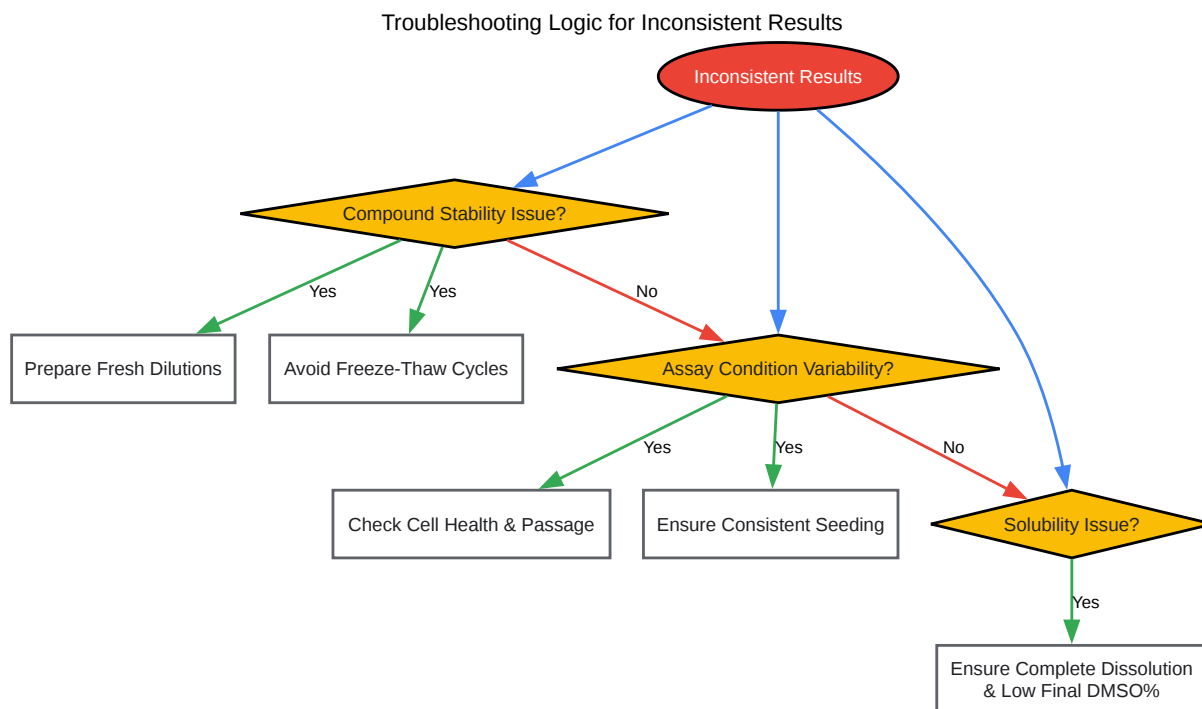 Troubleshooting Logic for Inconsistent Results
Inconsistent Results
Compound Stability Issue?
Yes
Yes
No
Prepare Fresh Dilutions
Avoid Freeze-Thaw Cycles
Assay Condition Variability?
Yes
Yes
No
Check Cell Health & Passage
Ensure Consistent Seeding
Solubility Issue?
Yes
Ensure Complete Dissolution
& Low Final DMSO%